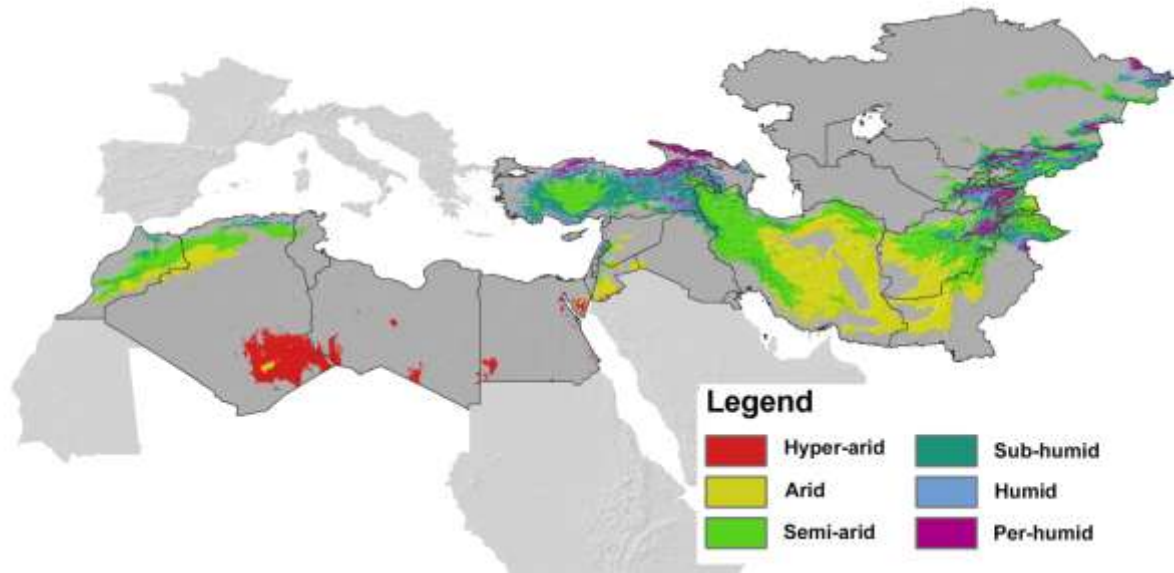 Legend
Hyper-arid
Arid
Semi-arid
Sub-humid
Humid
Per-humid